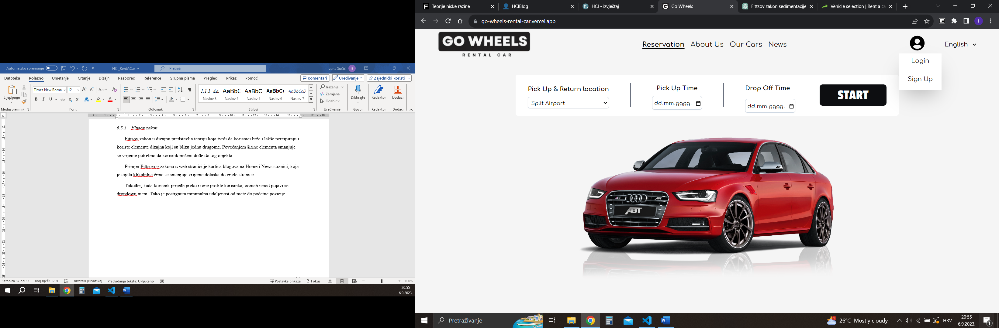 Automatsko spremanje
HCI_RentACar
Pretraži
Ivana Sučić
IS
Datoteka
Polazno
Umetanje
Crtanje
Dizajn
Raspored
Reference
Skupna pisma
Pregled
Prikaz
Pomoć
Komentari
Uređivanje
Zajednički koristi
Lijepljenje
Times New Roma
12
Traženje
Zamjena
Odabir
Naslov 3
Naslov 4
Naslov 5
Naslov 6
Naslov 7
Diktirajte
Redaktor
Dodaci
Međuspremnik
Font
Odlomak
Stilovi
Uređivanje
Govor
Redaktor
Dodaci
6.3.1 Fittsov zakon
Fittsov zakon u dizajnu predstavlja teoriju koja tvrdi da korisnici brže i lakše percipiraju i
koriste elemente dizajna koji su blizu jednu drugome. Povećanjem širine elementa smanjuje
se vrijeme potrebno da korisnik mišem dođe do tog objekta.
Primjer Fittsovog zakona u web stranici je kartica blogova na Home i News stranici, koja
je cijela klikabilna čime se smanjuje vrijeme dolaska do cijele stranice.
Također, kada korisnik prijeđe preko ikone profile korisnika, odmah ispod pojavi se
dropdown meni. Tako je postignuta minimalna udaljenost od mete do početne pozicije.
Stranica 37 od 37
Broj riječi: 1791
hrvatski (Hrvatska)
Predviđanja teksta: Uključeno
Postavke prikaza
Fokus
100%
20:55
6.9.2023.
Teorije niske razine
HCIBlog
HCI - izvještaj
Go Wheels
Fittsov zakon sedimentacije
Vehicle selection | Rent a ca
go-wheels-rental-car.vercel.app
GO WHEELS
RENTAL CAR
Reservation
About Us
Our Cars
News
English
Login
Sign Up
Pick Up & Return location
Split Airport
Pick Up Time
dd.mm.gggg.
Drop Off Time
dd.mm.gggg.
START
ABT
Pretraživanje
26°C Mostly cloudy
HRV
20:55
6.9.2023.
1